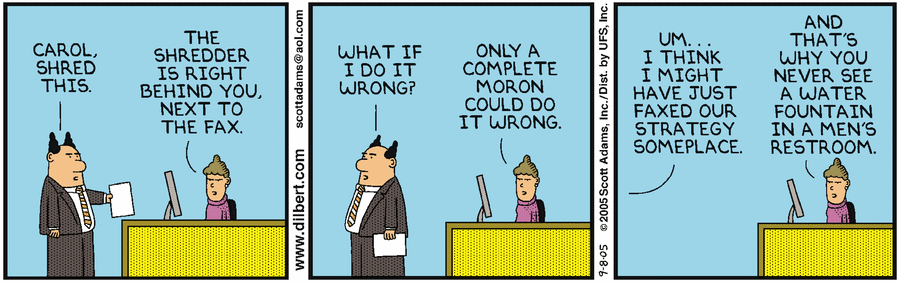 CAROL,
SHRED
THIS.
THE
SHREDDER
IS RIGHT
BEHIND YOU,
NEXT TO
THE FAX.
www.dilbert.com scottadams@aol.com
WHAT IF
I DO IT
WRONG?
ONLY A
COMPLETE
MORON
COULD DO
IT WRONG.
9-8-05 ©2005 Scott Adams, Inc./Dist. by UFS, Inc.
UM...
I THINK
I MIGHT
HAVE JUST
FAXED OUR
STRATEGY
SOMEPLACE.
AND
THAT'S
WHY YOU
NEVER SEE
A WATER
FOUNTAIN
IN A MEN'S
RESTROOM.